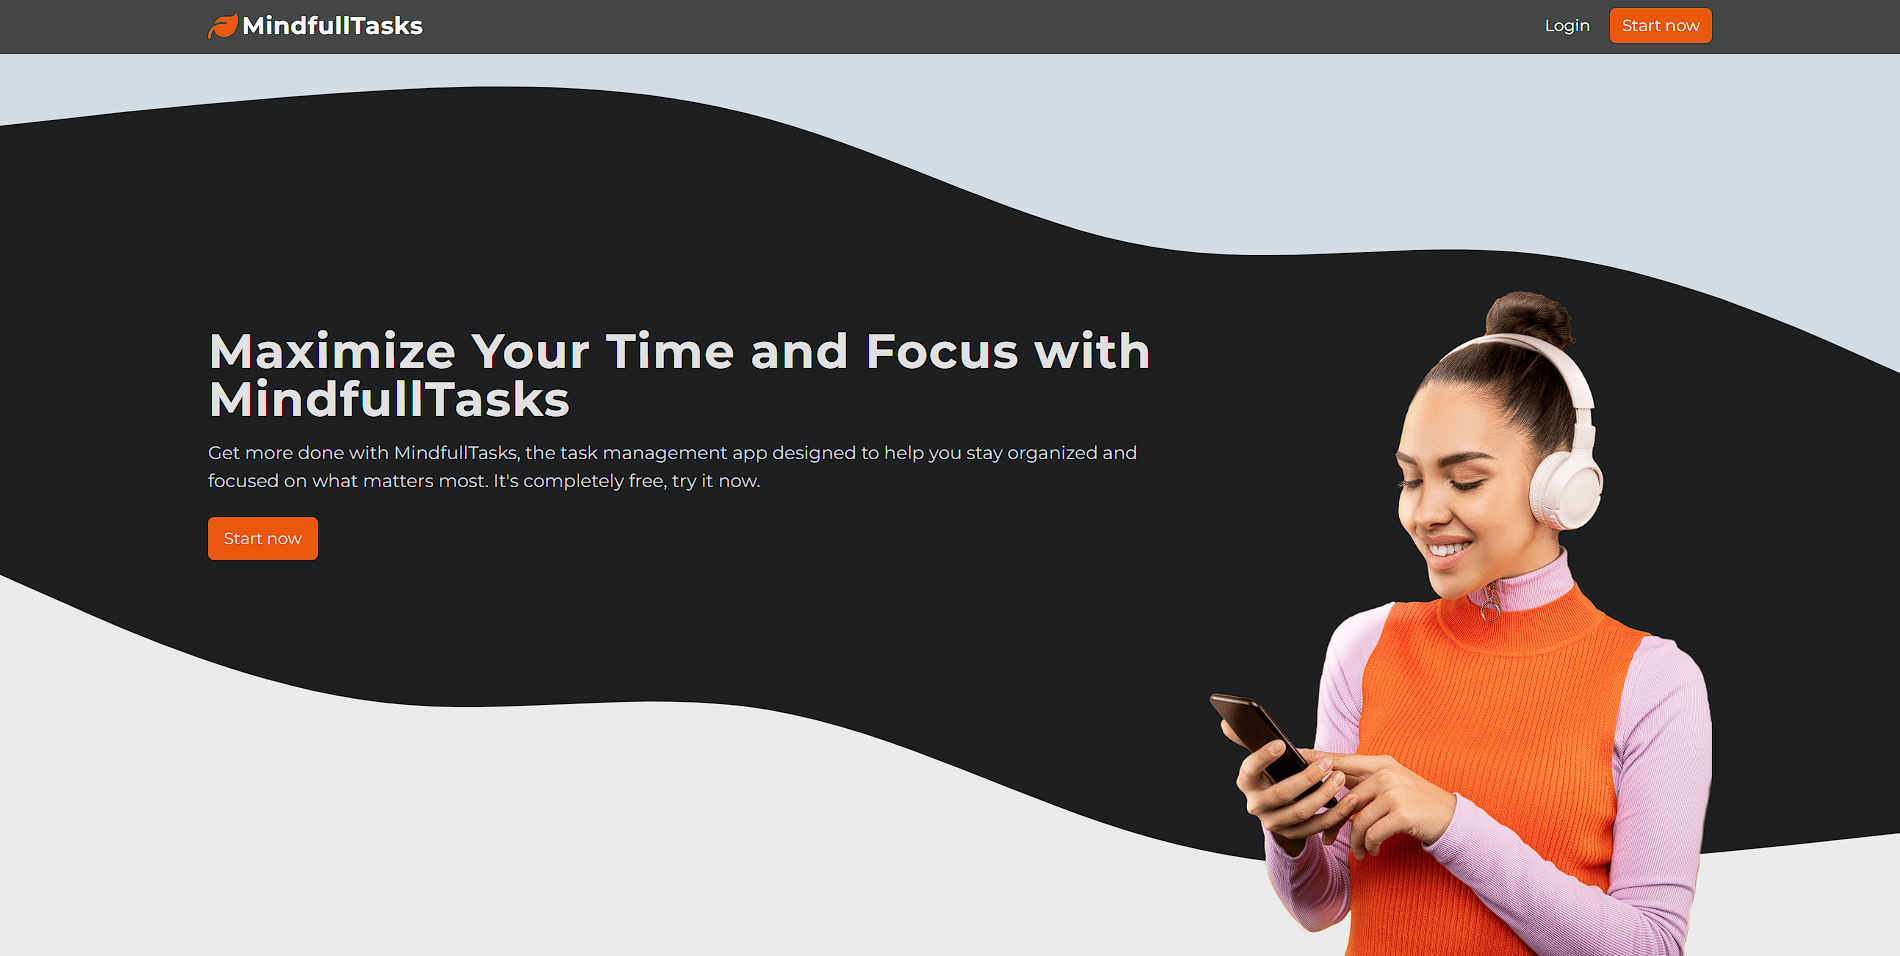 MindfullTasks
Login
Start now
Maximize Your Time and Focus with
MindfullTasks
Get more done with MindfullTasks, the task management app designed to help you stay organized and
focused on what matters most. It's completely free, try it now.
Start now